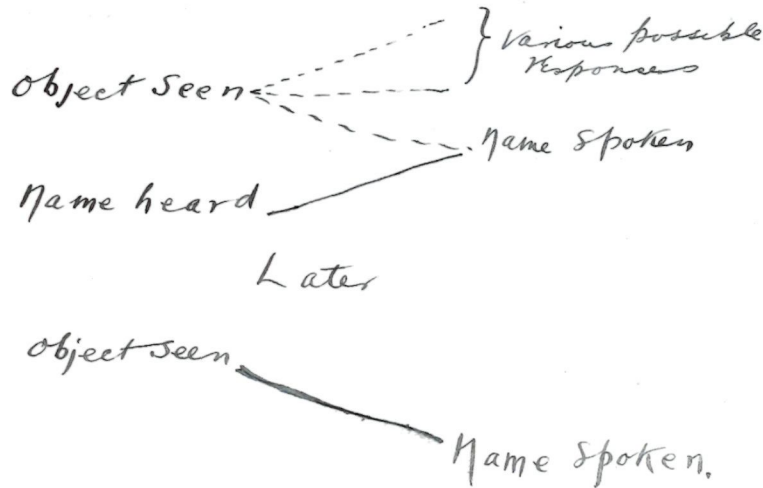 Various possible
responses
Object Seen
Name Spoken
Name heard
Later
Object Seen
Name Spoken.